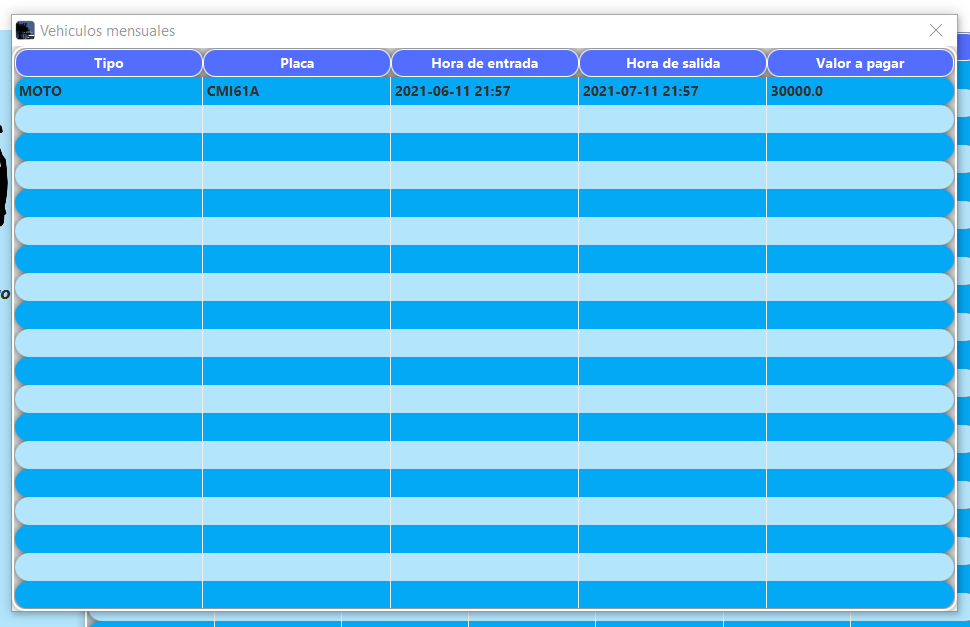 Vehiculos mensuales
Tipo Placa Hora de entrada Hora de salida Valor a pagar
MOTO CMI61A 2021-06-11 21:57 2021-07-11 21:57 30000.0